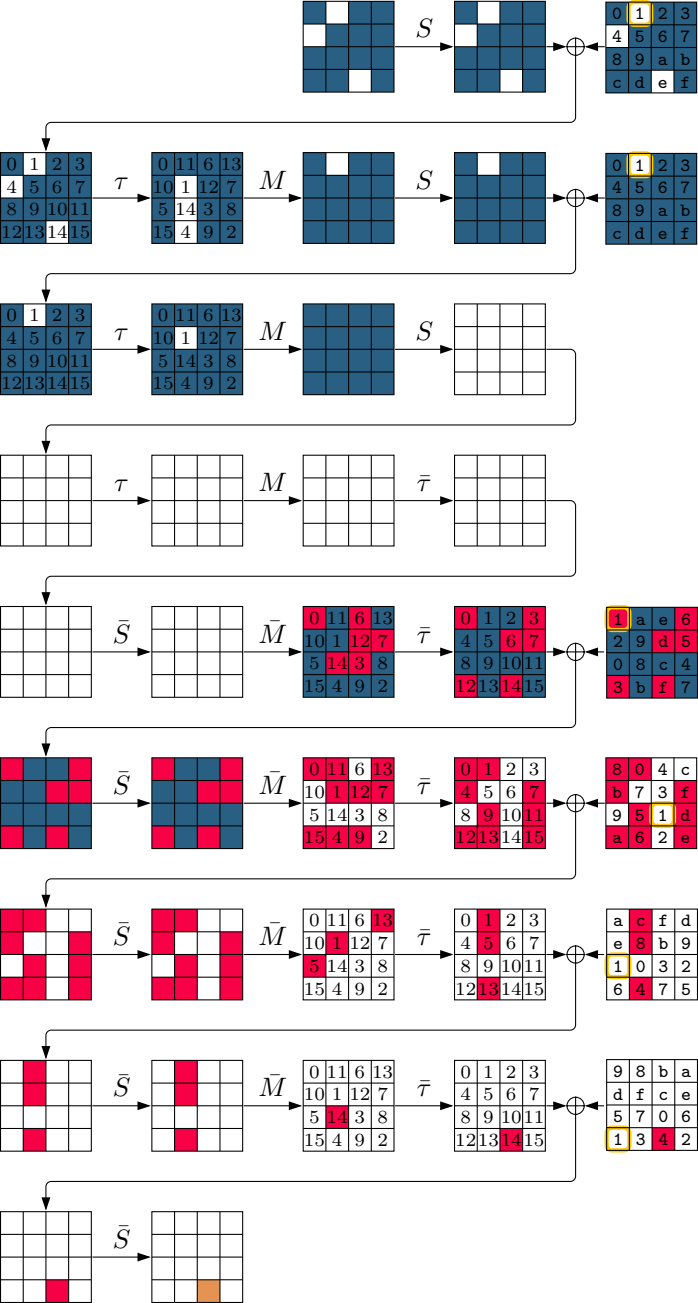 S
0 1 2 3
4 5 6 7
8 9 a b
c d e f
0 1 2 3
4 5 6 7
8 9 10 11
12 13 14 15
τ
0 11 6 13
10 1 12 7
5 14 3 8
15 4 9 2
M
S
0 1 2 3
4 5 6 7
8 9 a b
c d e f
0 1 2 3
4 5 6 7
8 9 10 11
12 13 14 15
τ
0 11 6 13
10 1 12 7
5 14 3 8
15 4 9 2
M
S
τ
M
τ̄
S̄
M̄
0 11 6 13
10 1 12 7
5 14 3 8
15 4 9 2
τ̄
0 1 2 3
4 5 6 7
8 9 10 11
12 13 14 15
1 a e 6
2 9 d 5
0 8 c 4
3 b f 7
S̄
M̄
0 11 6 13
10 1 12 7
5 14 3 8
15 4 9 2
τ̄
0 1 2 3
4 5 6 7
8 9 10 11
12 13 14 15
8 0 4 c
b 7 3 f
9 5 1 d
a 6 2 e
S̄
M̄
0 11 6 13
10 1 12 7
5 14 3 8
15 4 9 2
τ̄
0 1 2 3
4 5 6 7
8 9 10 11
12 13 14 15
a c f d
e 8 b 9
1 0 3 2
6 4 7 5
S̄
M̄
0 11 6 13
10 1 12 7
5 14 3 8
15 4 9 2
τ̄
0 1 2 3
4 5 6 7
8 9 10 11
12 13 14 15
9 8 b a
d f c e
5 7 0 6
1 3 4 2
S̄